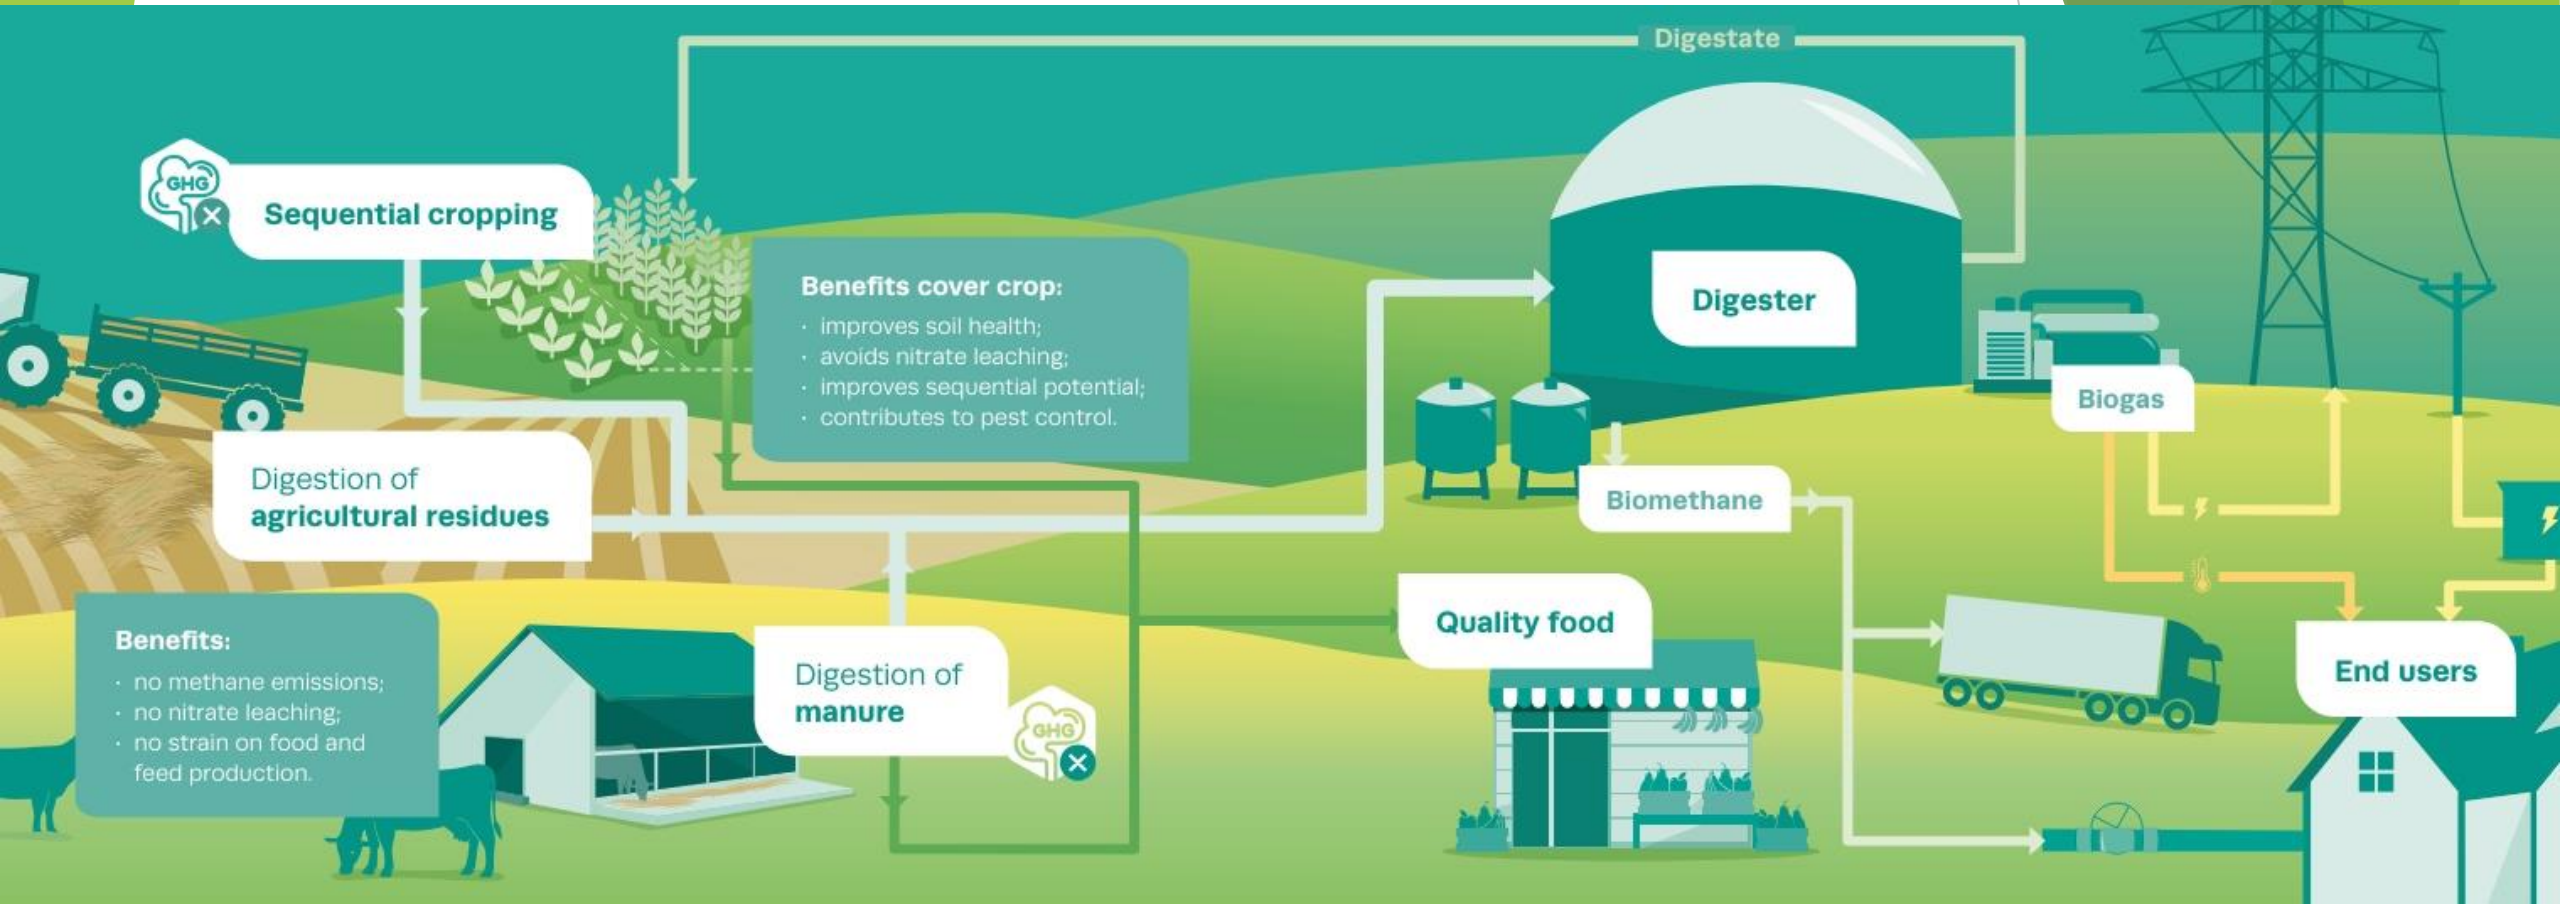 Digestate
GHG
Sequential cropping
Benefits cover crop:
· improves soil health;
· avoids nitrate leaching;
· improves sequential potential;
· contributes to pest control.
Digester
Biogas
Digestion of
agricultural residues
Biomethane
Benefits:
· no methane emissions;
· no nitrate leaching;
· no strain on food and
feed production.
Digestion of
manure
GHG
Quality food
End users